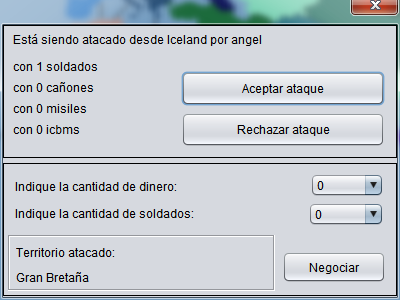 Está siendo atacado desde Iceland por angel
con 1 soldados
con 0 cañones
con 0 misiles
con 0 icbms
Aceptar ataque
Rechazar ataque
Indique la cantidad de dinero: 0
Indique la cantidad de soldados: 0
Territorio atacado:
Gran Bretaña
Negociar